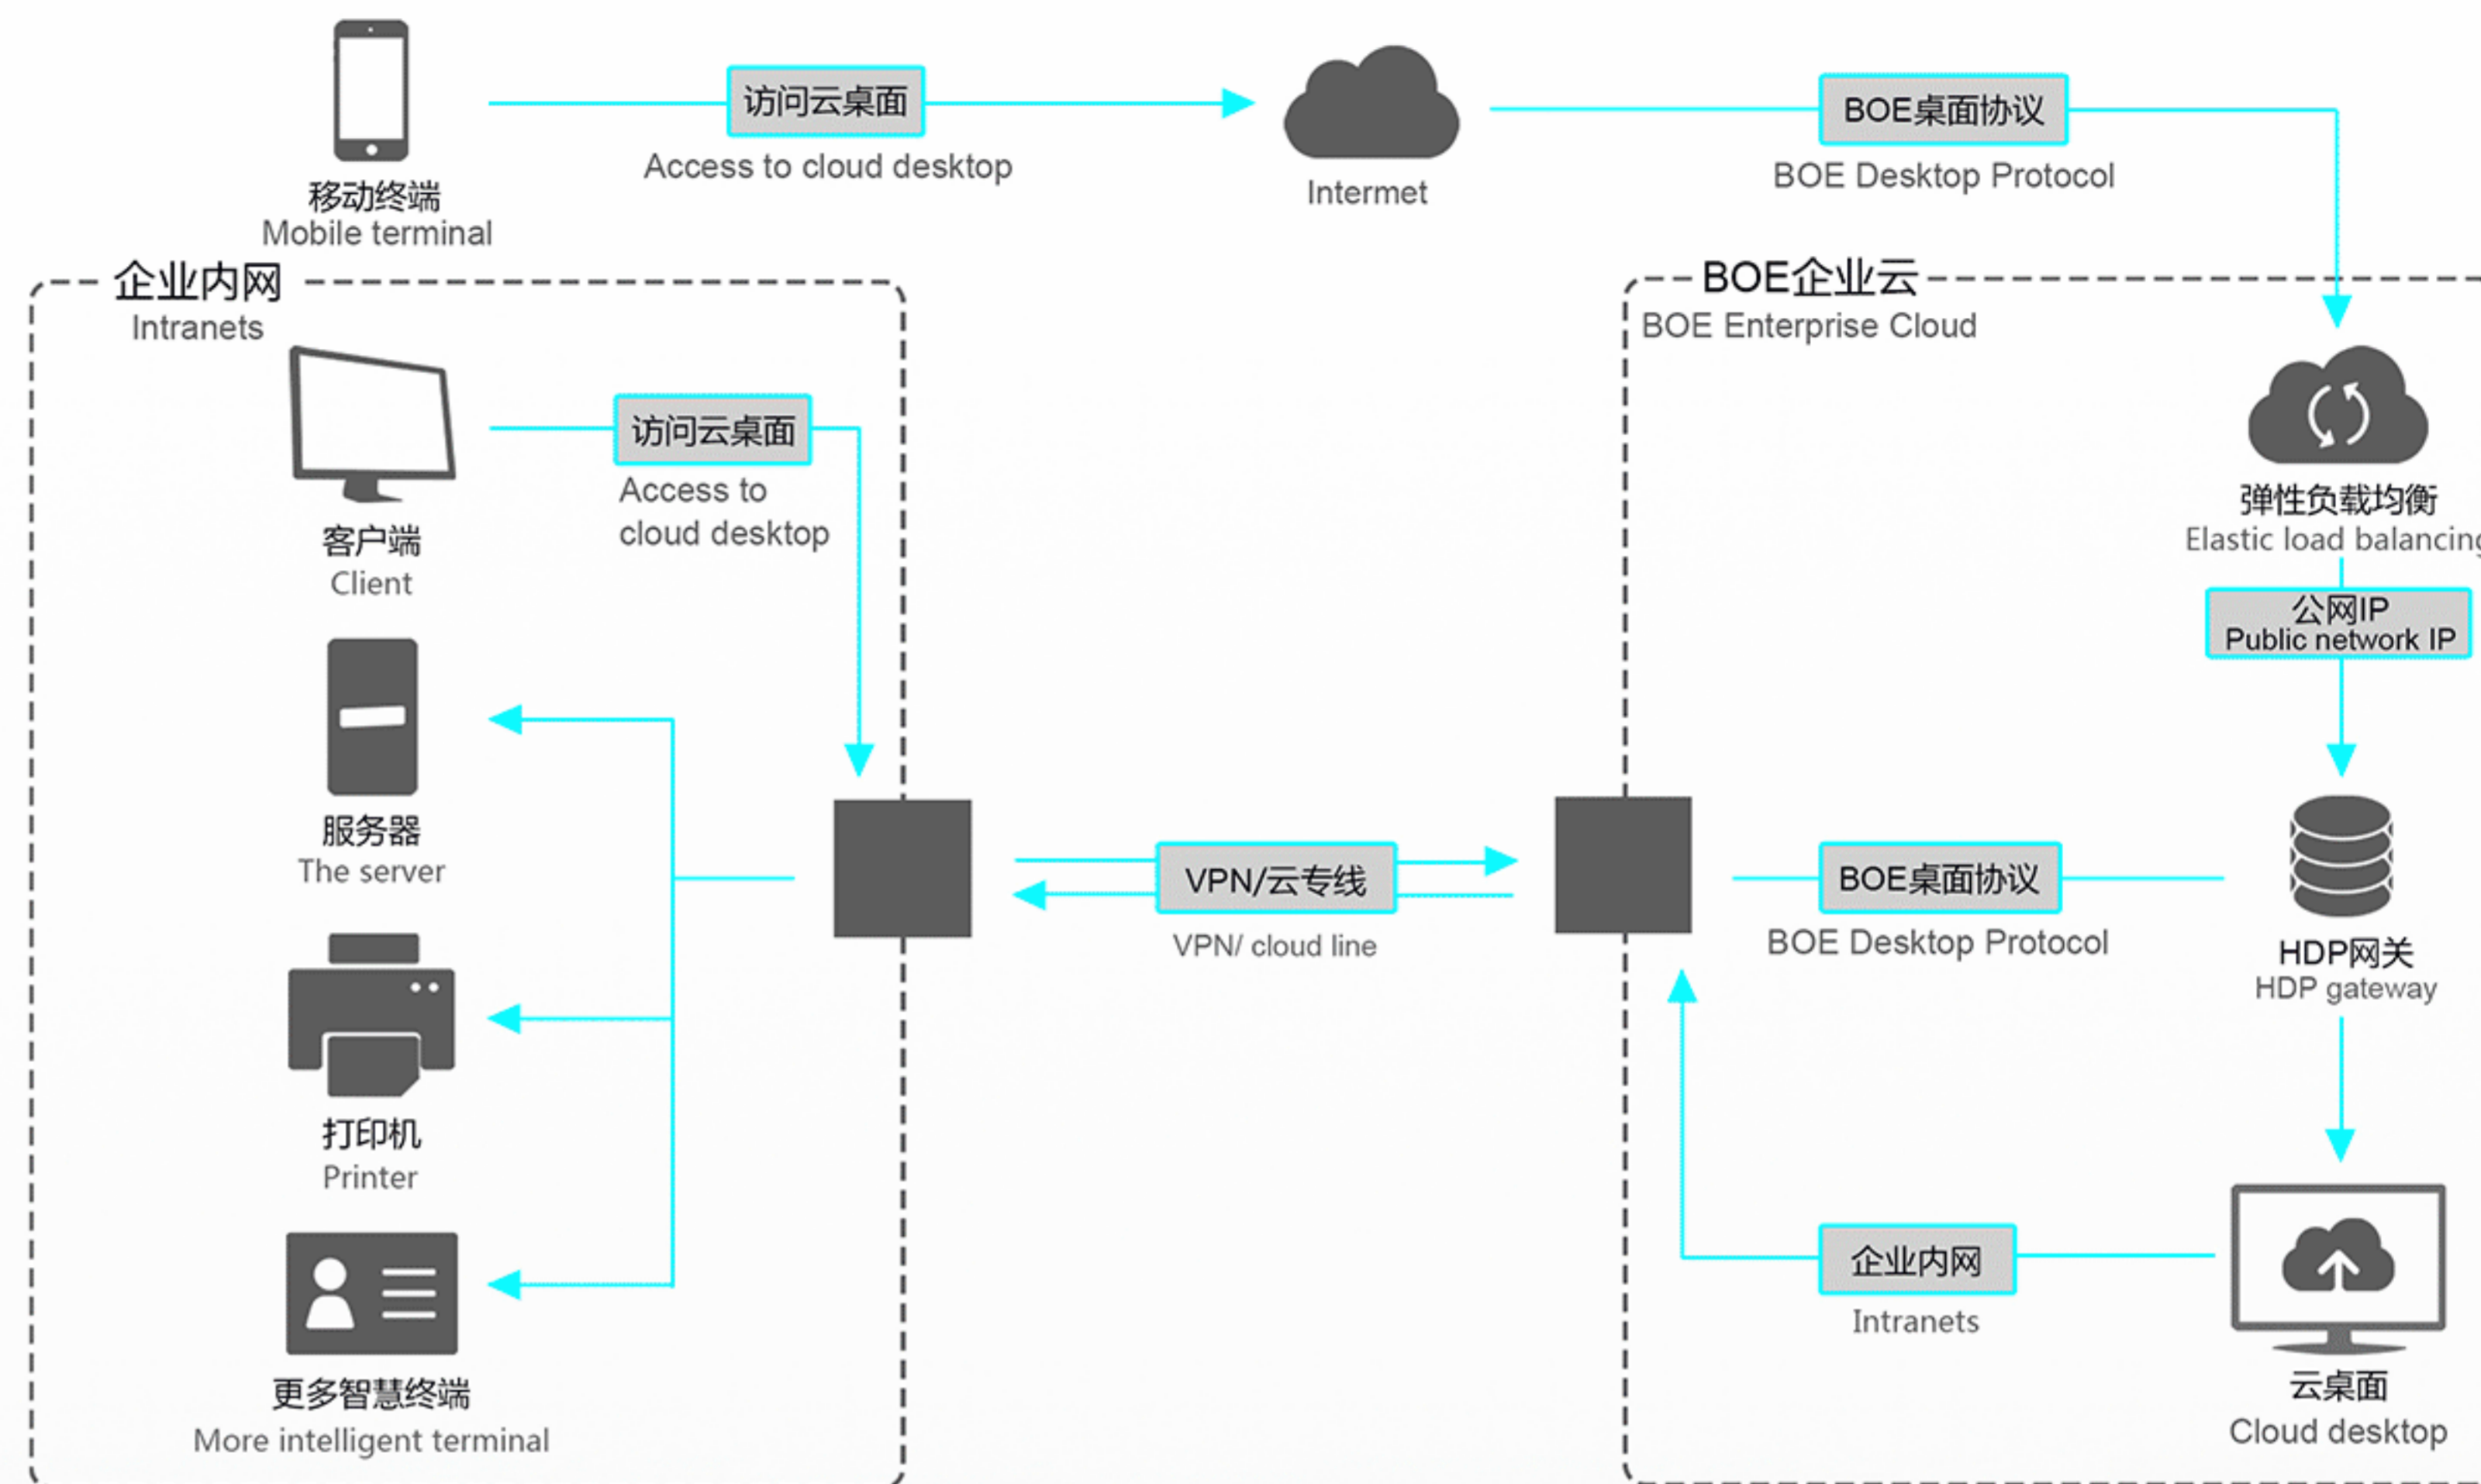 访问云桌面
Access to cloud desktop
移动终端
Mobile terminal
Intermet
BOE桌面协议
BOE Desktop Protocol
企业内网
Intranets
客户端
Client
访问云桌面
Access to
cloud desktop
服务器
The server
打印机
Printer
更多智慧终端
More intelligent terminal
VPN/云专线
VPN/ cloud line
BOE企业云
BOE Enterprise Cloud
弹性负载均衡
Elastic load balancing
公网IP
Public network IP
BOE桌面协议
BOE Desktop Protocol
HDP网关
HDP gateway
企业内网
Intranets
云桌面
Cloud desktop